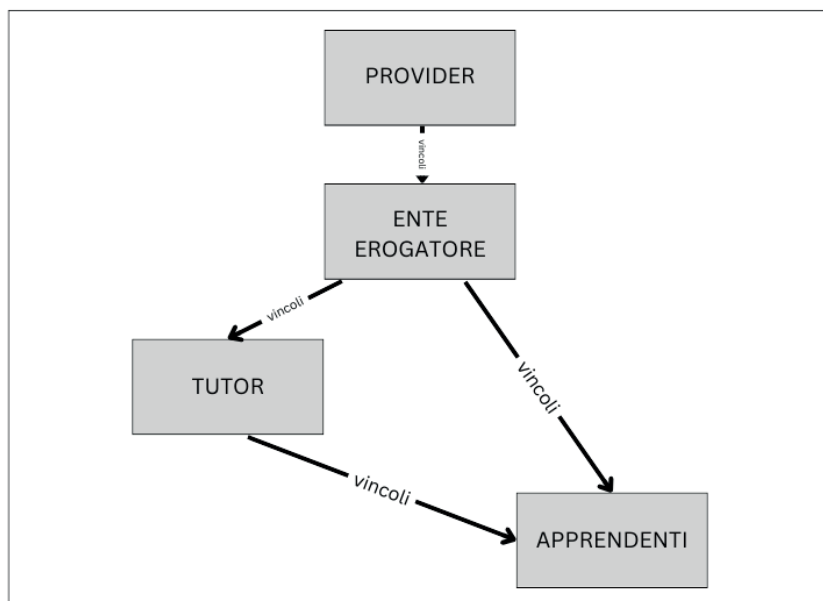 PROVIDER
vincoli
ENTE
EROGATORE
vincoli
TUTOR
vincoli
vincoli
APPRENDENTI